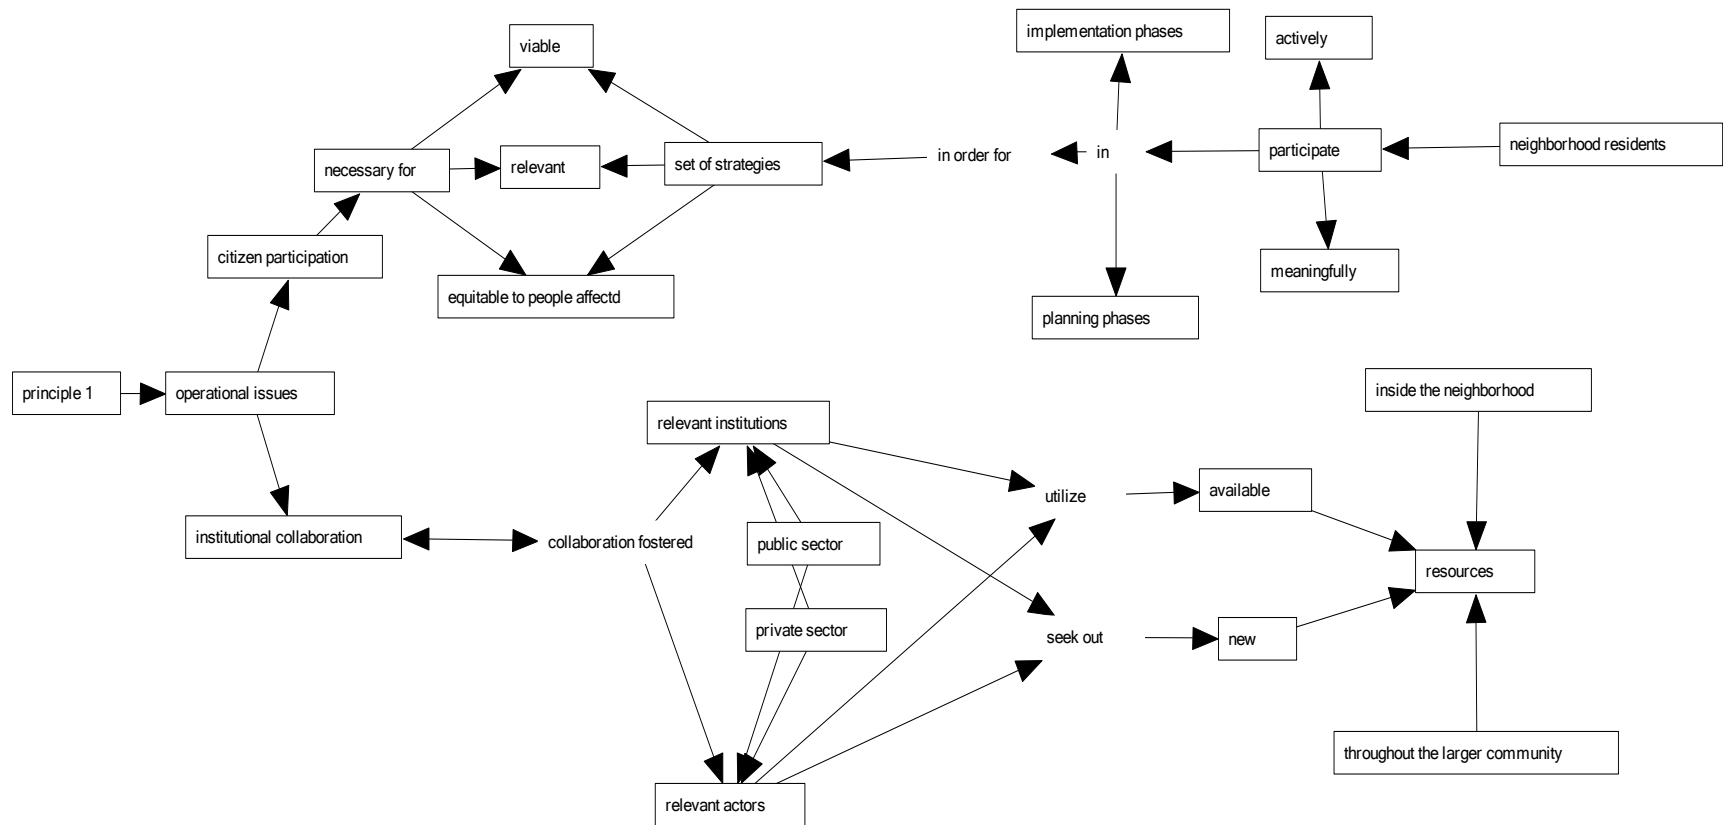 implementation phases
actively
viable
neighborhood residents
participate
in
in order for
set of strategies
relevant
necessary for
citizen participation
meaningfully
equitable to people affectd
planning phases
principle 1
operational issues
inside the neighborhood
relevant institutions
available
utilize
institutional collaboration
collaboration fostered
public sector
resources
private sector
seek out
new
throughout the larger community
relevant actors